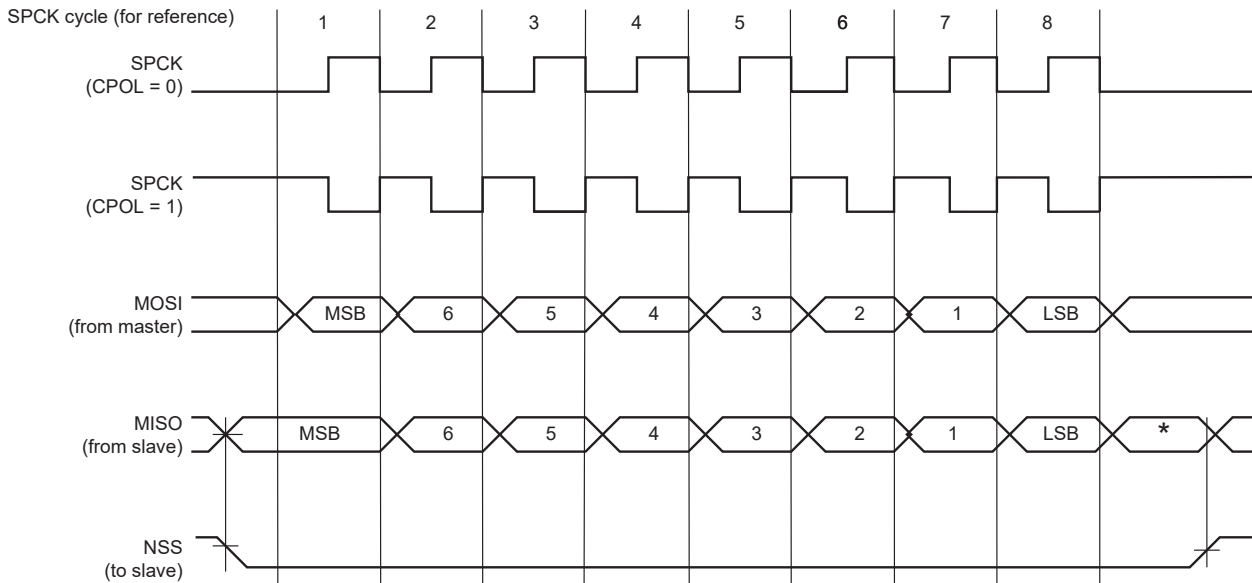 SPCK cycle (for reference)
1 2 3 4 5 6 7 8
SPCK
(CPOL = 0)
SPCK
(CPOL = 1)
MOSI
(from master)
MSB 6 5 4 3 2 1 LSB
MISO
(from slave)
MSB 6 5 4 3 2 1 LSB *
NSS
(to slave)